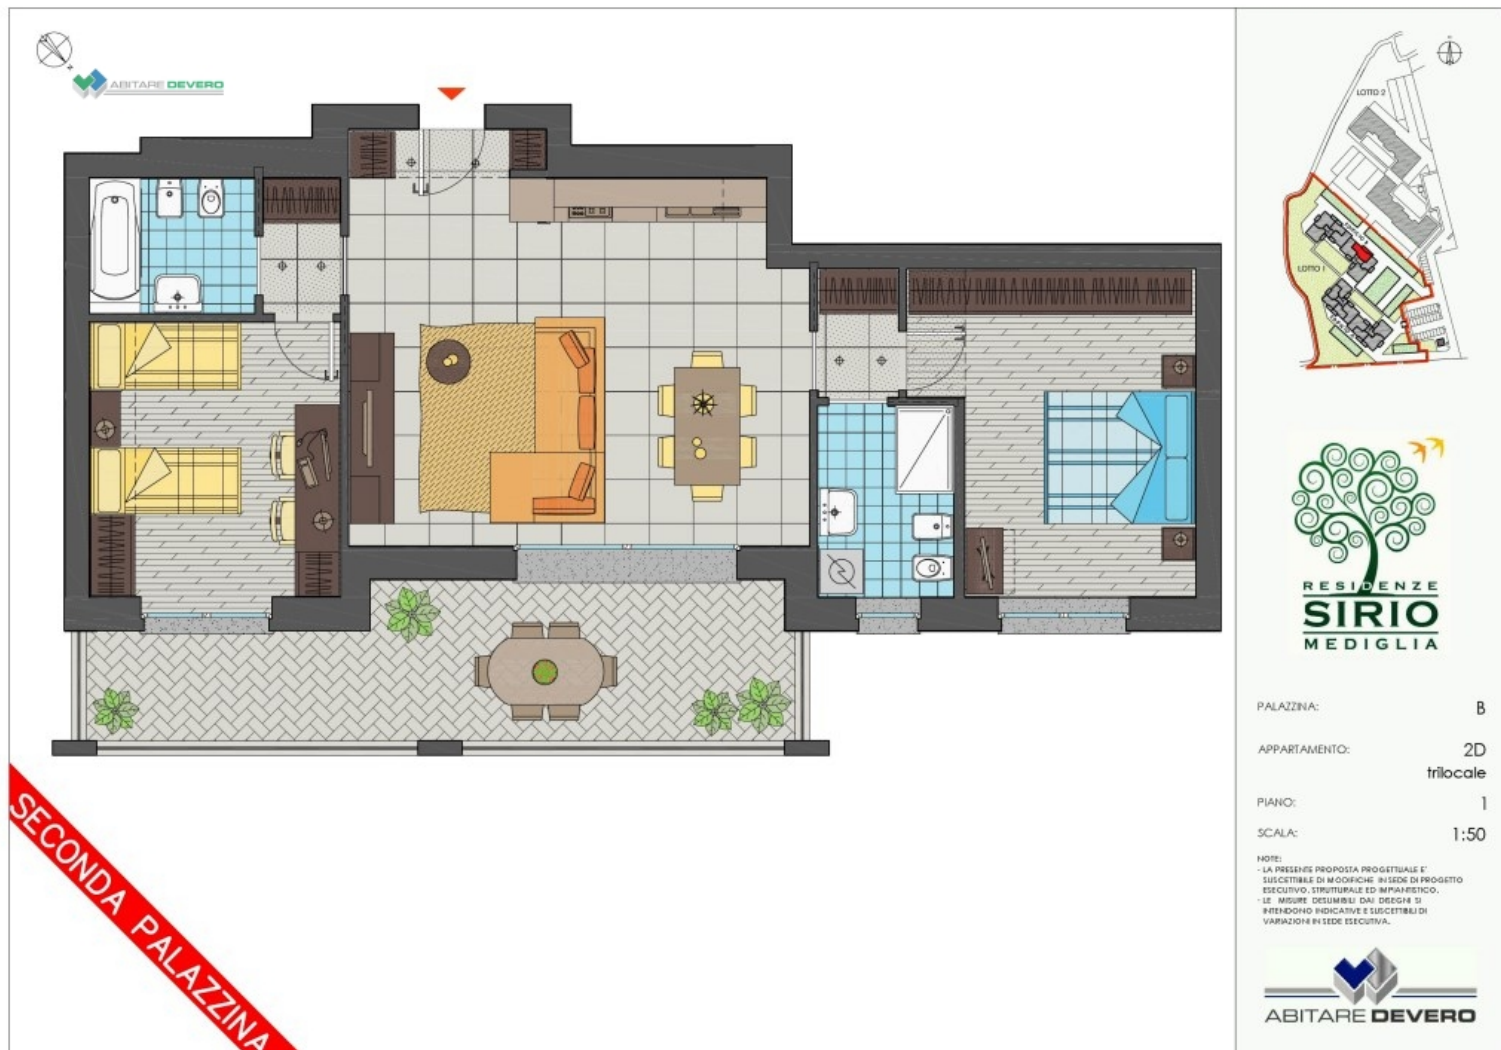 ABITARE DEVERO
LOTTO 2
EDIFICIO B
LOTTO 1
RESIDENZE
SIRIO
MEDIGLIA
PALAZZINA: B
APPARTAMENTO: 2D
trilocale
PIANO: 1
SCALA: 1:50
NOTE:
- LA PRESENTE PROPOSTA PROGETTUALE E'
SUSCETTIBILE DI MODIFICHE IN SEDE DI PROGETTO
ESECUTIVO, STRUTTURALE ED IMPIANTISTICO.
- LE MISURE DESUMIBILI DAI DISEGNI SI
INTENDONO INDICATIVE E SUSCETTIBILI DI
VARIAZIONI IN SEDE ESECUTIVA.
ABITARE DEVERO
SECONDA PALAZZINA